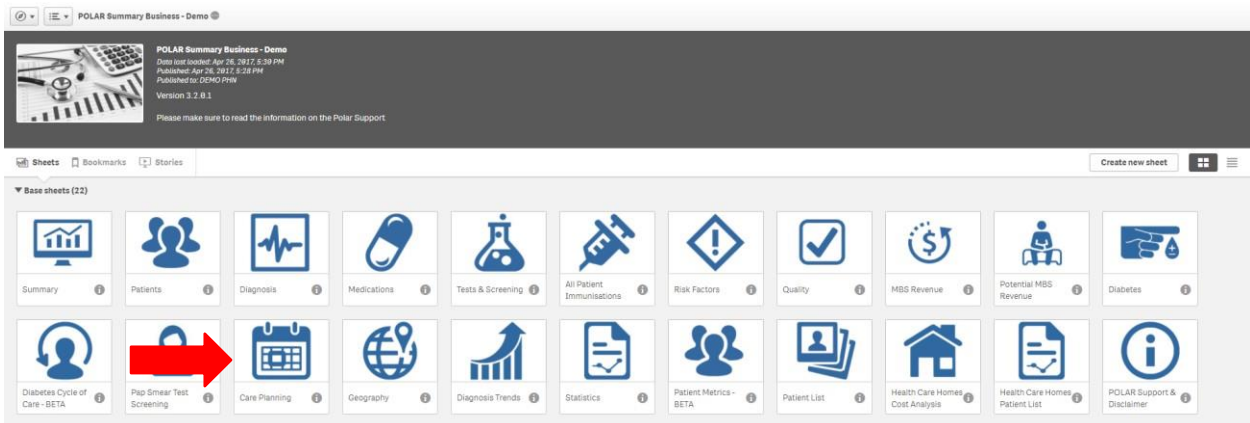 POLAR Summary Business - Demo
POLAR Summary Business - Demo
Data last loaded: Apr 26, 2017, 5:39 PM
Published: Apr 26, 2017, 5:28 PM
Published to: DEMO PHN
Version 3.2.0.1
Please make sure to read the information on the Polar Support
Sheets Bookmarks Stories Create new sheet
Base sheets (22)
Summary
Patients
Diagnosis
Medications
Tests & Screening
All Patient
Immunisations
Risk Factors
Quality
MBS Revenue
Potential MBS
Revenue
Diabetes
Diabetes Cycle of
Care - BETA
Pap Smear Test
Screening
Care Planning
Geography
Diagnosis Trends
Statistics
Patient Metrics -
BETA
Patient List
Health Care Homes
Cost Analysis
Health Care Homes
Patient List
POLAR Support &
Disclaimer